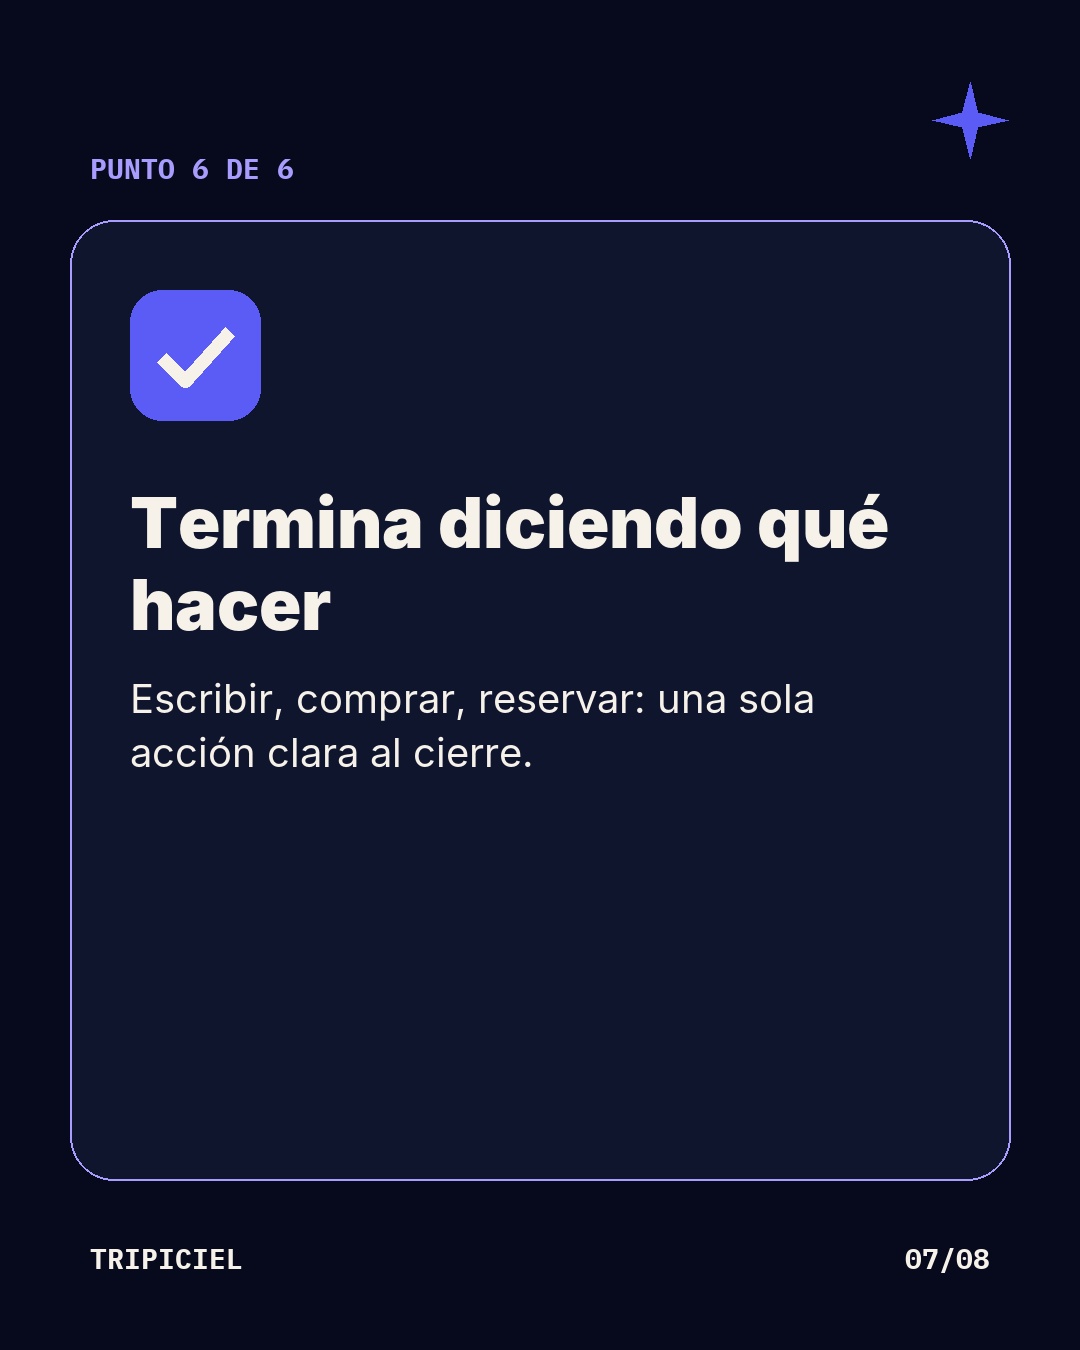 PUNTO 6 DE 6
Termina diciendo qué
hacer
Escribir, comprar, reservar: una sola
acción clara al cierre.
TRIPICIEL
07/08